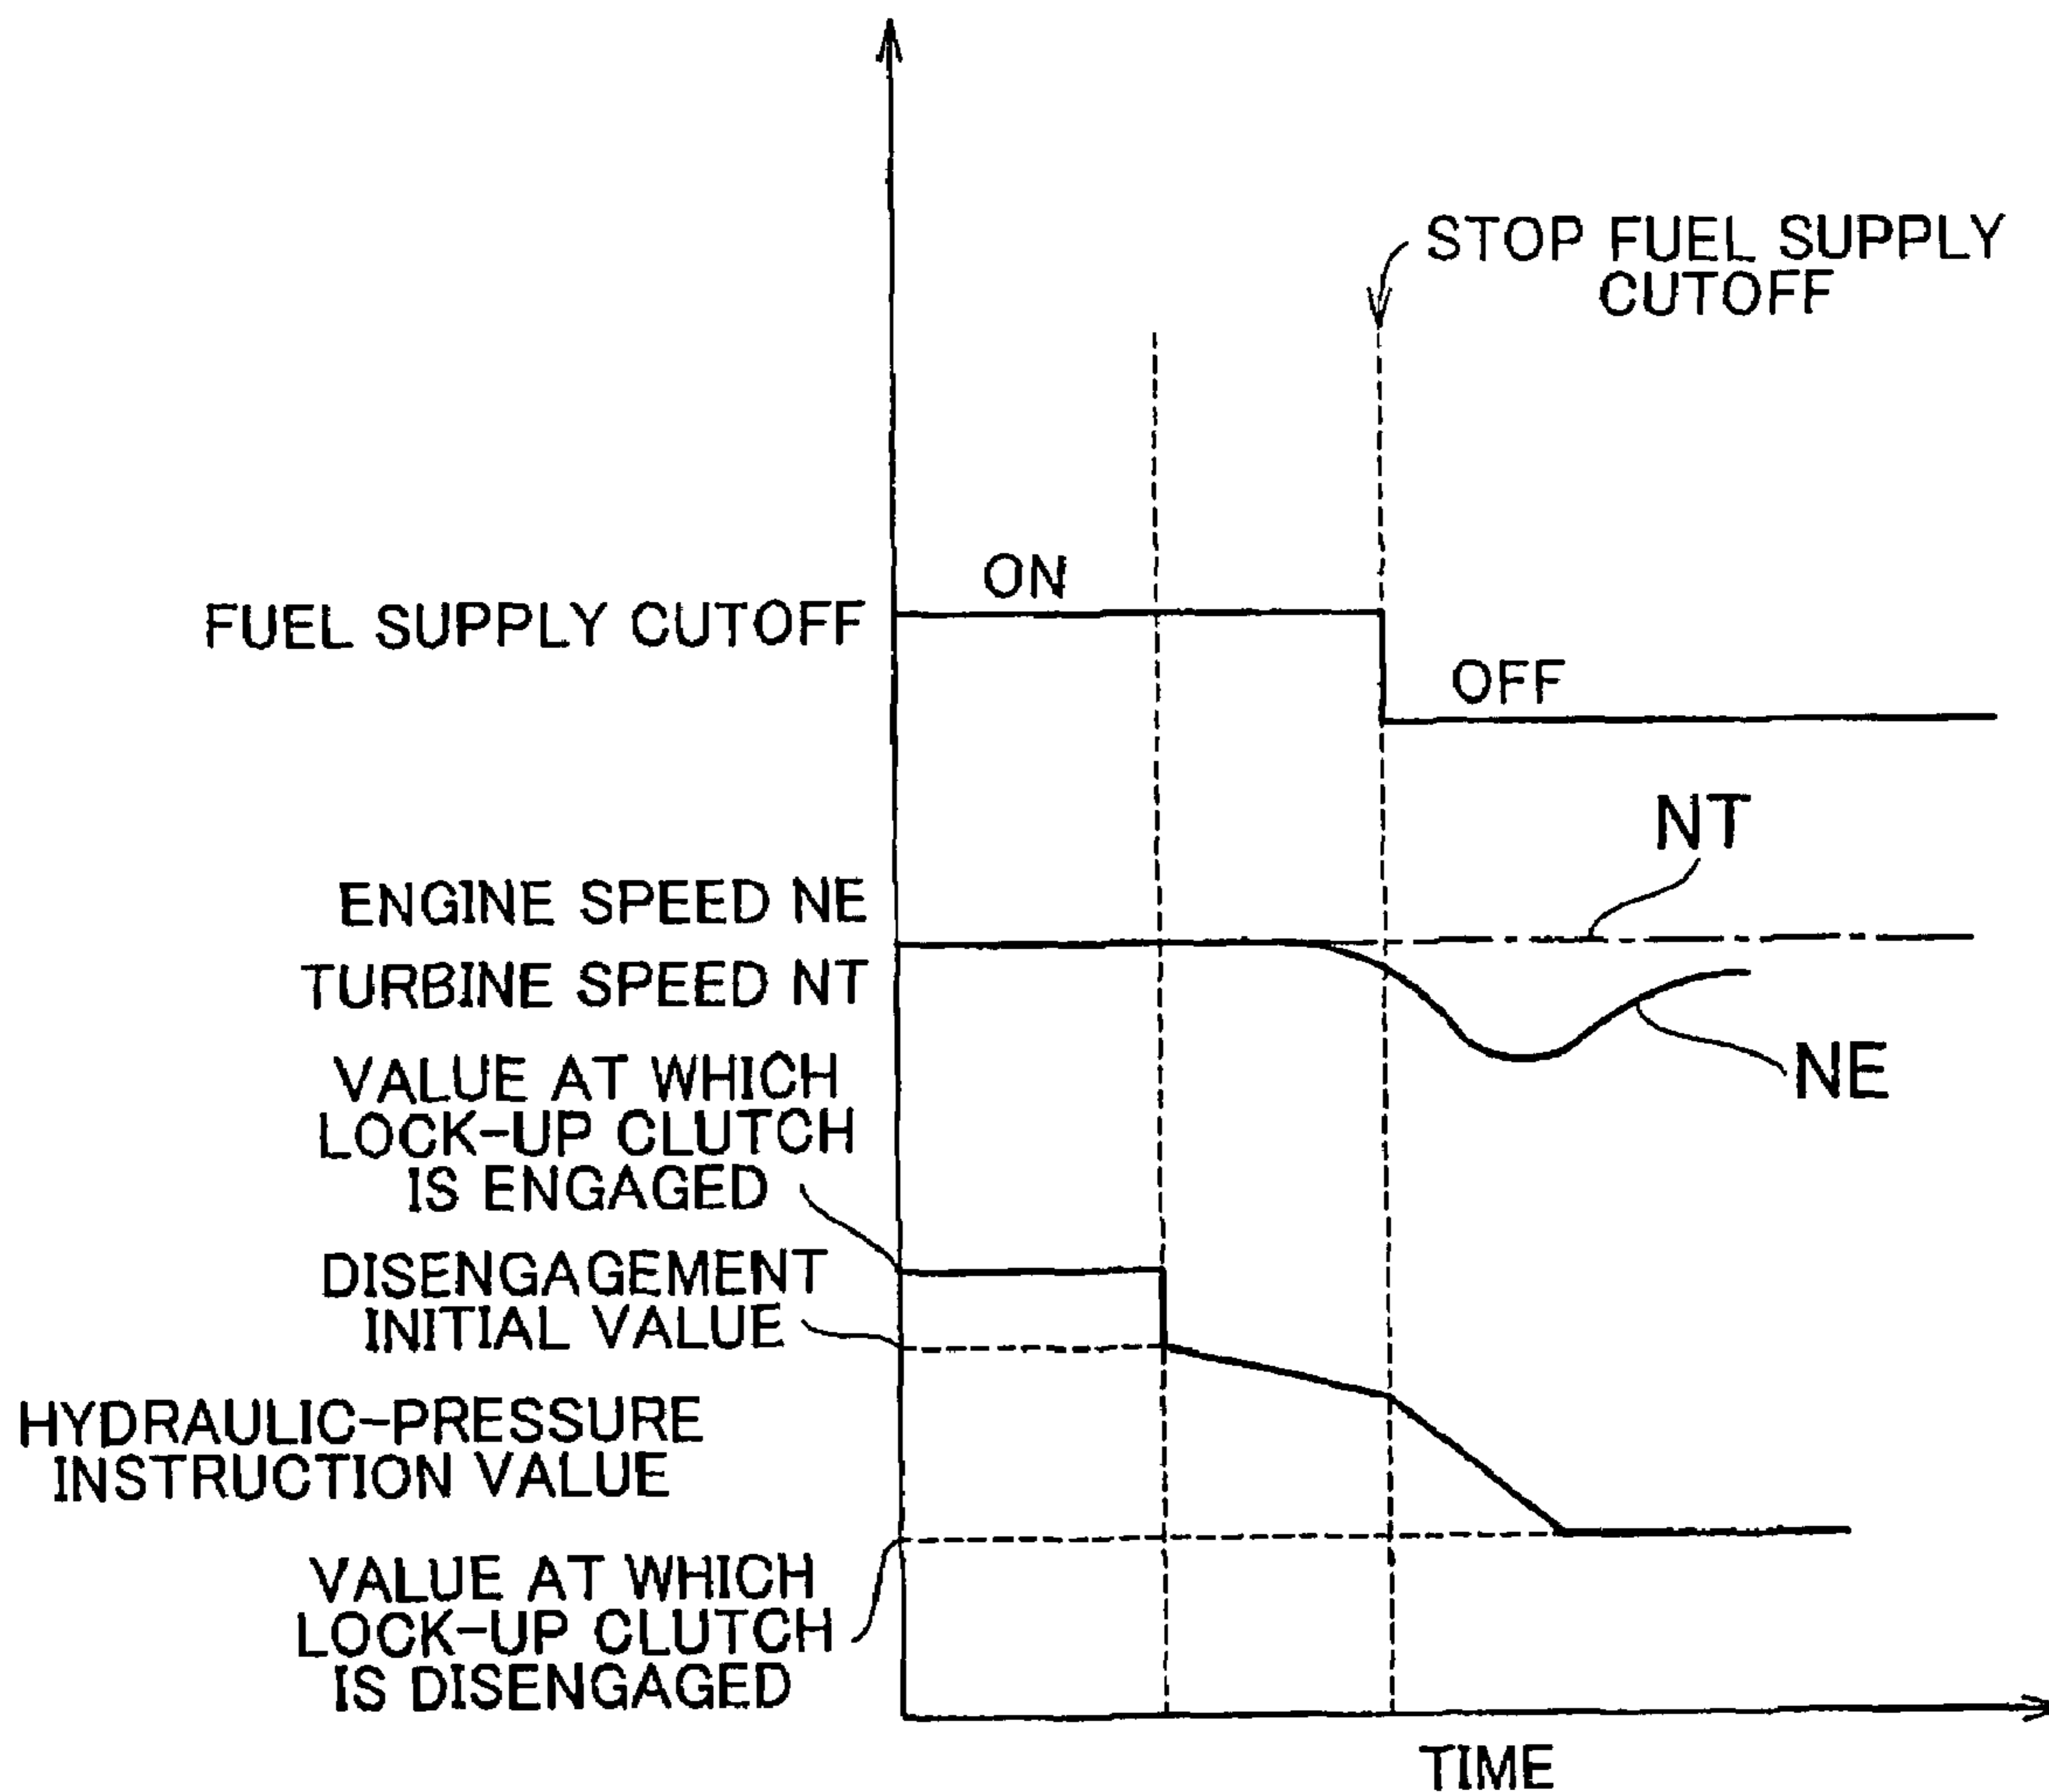 STOP FUEL SUPPLY
CUTOFF
ON
FUEL SUPPLY CUTOFF
OFF
NT
ENGINE SPEED NE
TURBINE SPEED NT
NE
VALUE AT WHICH
LOCK-UP CLUTCH
IS ENGAGED
DISENGAGEMENT
INITIAL VALUE
HYDRAULIC-PRESSURE
INSTRUCTION VALUE
VALUE AT WHICH
LOCK-UP CLUTCH
IS DISENGAGED
TIME